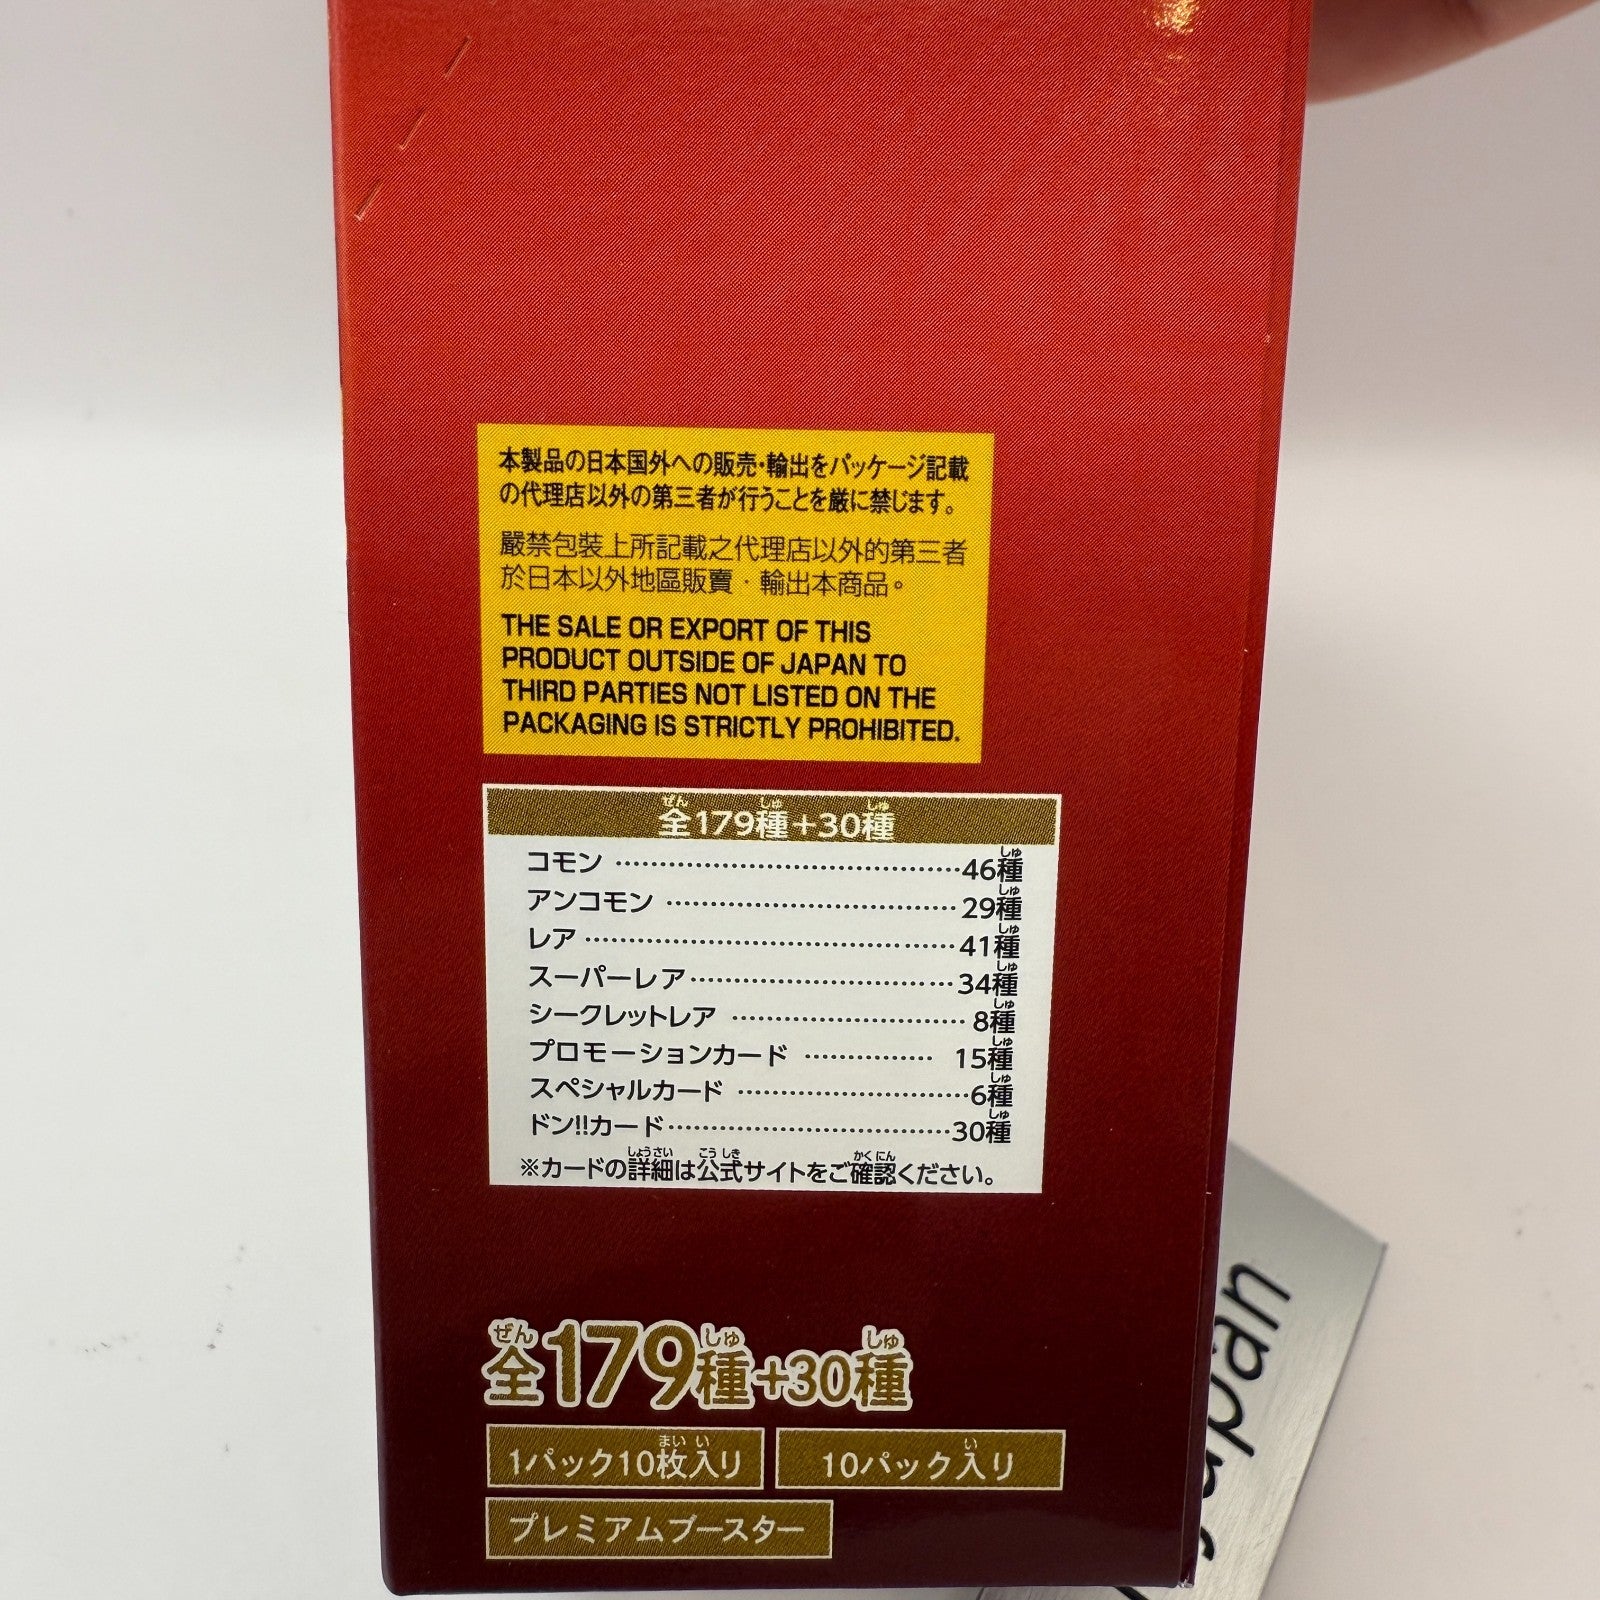 本製品の日本国外への販売・輸出をパッケージ記載
の代理店以外の第三者が行うことを厳に禁じます。
嚴禁包裝上所記載之代理店以外的第三者
於日本以外地區販賣・輸出本商品。
THE SALE OR EXPORT OF THIS
PRODUCT OUTSIDE OF JAPAN TO
THIRD PARTIES NOT LISTED ON THE
PACKAGING IS STRICTLY PROHIBITED.
全179種+30種
コモン 46種
アンコモン 29種
レア 41種
スーパーレア 34種
シークレットレア 8種
プロモーションカード 15種
スペシャルカード 6種
ドン!!カード 30種
※カードの詳細は公式サイトをご確認ください。
全179種+30種
1パック10枚入り 10パック入り
プレミアムブースター